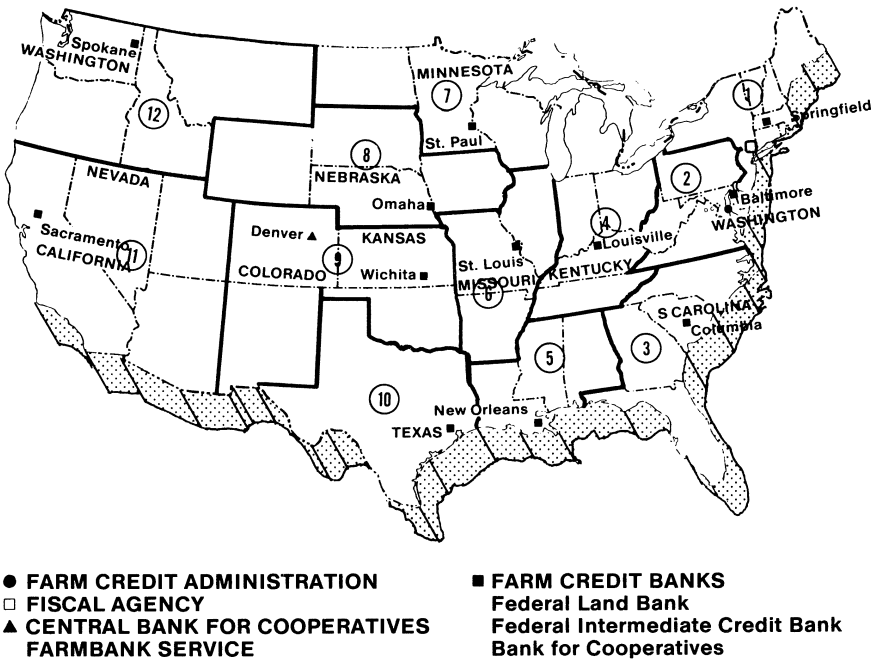 Spokane
WASHINGTON
12
MINNESOTA
7
St. Paul
1
Springfield
8
NEBRASKA
Omaha
2
Baltimore
WASHINGTON
NEVADA
Sacramento
CALIFORNIA
11
Denver
COLORADO
9
KANSAS
Wichita
St. Louis
MISSOURI
6
4
Louisville
KENTUCKY
S CAROLINA
Columbia
5
3
10
TEXAS
New Orleans
FARM CREDIT ADMINISTRATION
FISCAL AGENCY
CENTRAL BANK FOR COOPERATIVES
FARMBANK SERVICE
FARM CREDIT BANKS
Federal Land Bank
Federal Intermediate Credit Bank
Bank for Cooperatives